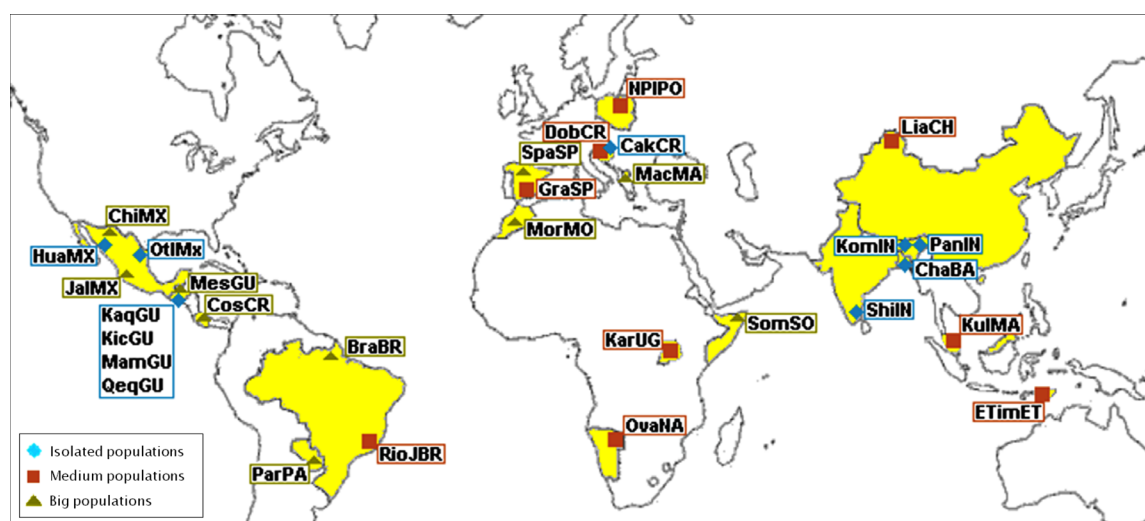 NPIPO
DobCR
LiaCH
CakCR
SpaSP
MacMA
GraSP
ChiMX
MorMO
OtIMx
HuaMX
KomIN
PanIN
ChaBA
JalMX
MesGU
CosCR
ShiIN
SomSO
KaqGU
KicGU
MamGU
QeqGU
KarUG
KulMA
BraBR
ETimET
OvaNA
RioJBR
ParPA
Isolated populations
Medium populations
Big populations